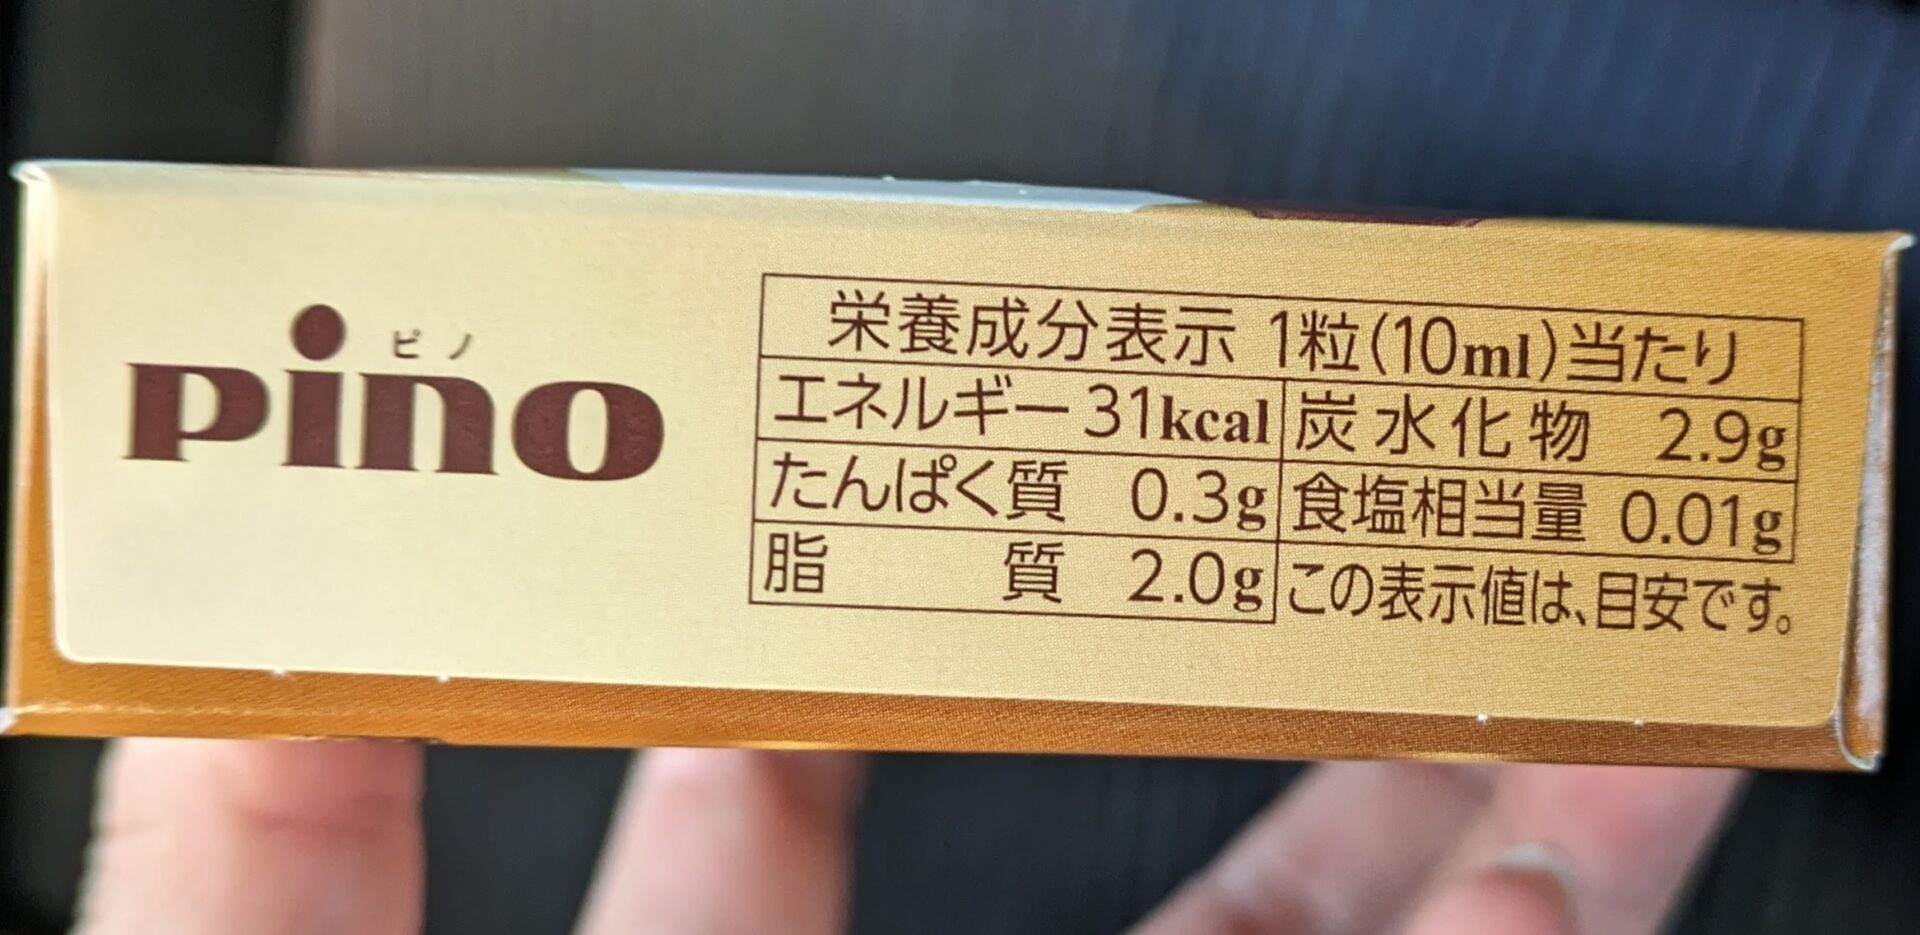 pino
ピノ
栄養成分表示 1粒(10ml)当たり
エネルギー 31kcal 炭水化物 2.9g
たんぱく質 0.3g 食塩相当量 0.01g
脂質 2.0g この表示値は、目安です。